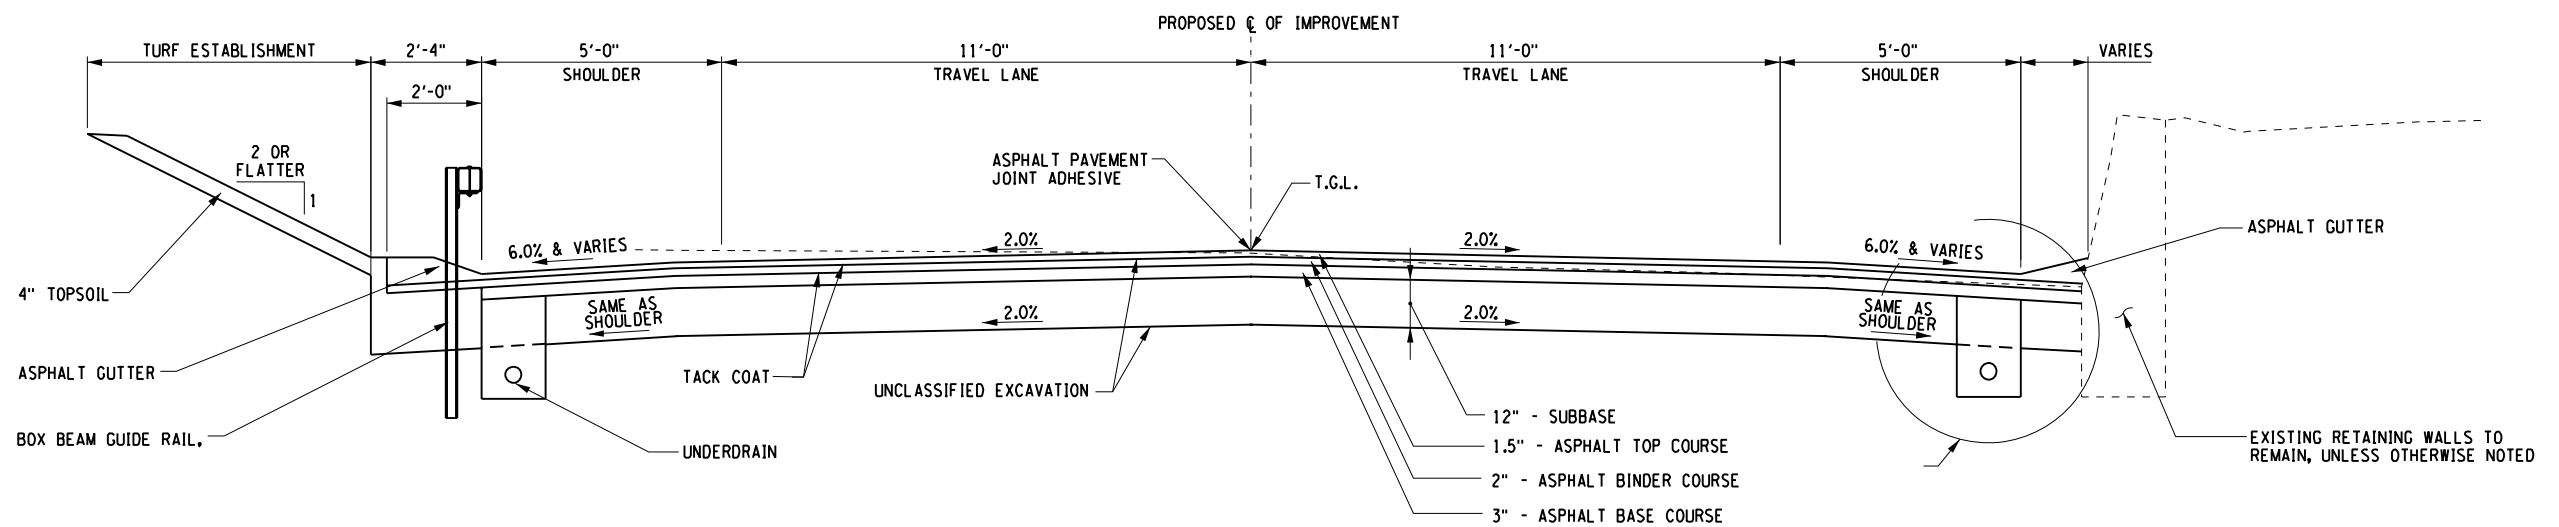 PROPOSED ℄ OF IMPROVEMENT
TURF ESTABLISHMENT
2'-4"
5'-0"
SHOULDER
11'-0"
TRAVEL LANE
11'-0"
TRAVEL LANE
5'-0"
SHOULDER
VARIES
2'-0"
2 OR
FLATTER
1
ASPHALT PAVEMENT
JOINT ADHESIVE
T.G.L.
6.0% & VARIES
2.0%
2.0%
6.0% & VARIES
ASPHALT GUTTER
4" TOPSOIL
SAME AS
SHOULDER
2.0%
2.0%
SAME AS
SHOULDER
ASPHALT GUTTER
TACK COAT
UNCLASSIFIED EXCAVATION
BOX BEAM GUIDE RAIL,
UNDERDRAIN
12" - SUBBASE
1.5" - ASPHALT TOP COURSE
2" - ASPHALT BINDER COURSE
3" - ASPHALT BASE COURSE
EXISTING RETAINING WALLS TO
REMAIN, UNLESS OTHERWISE NOTED